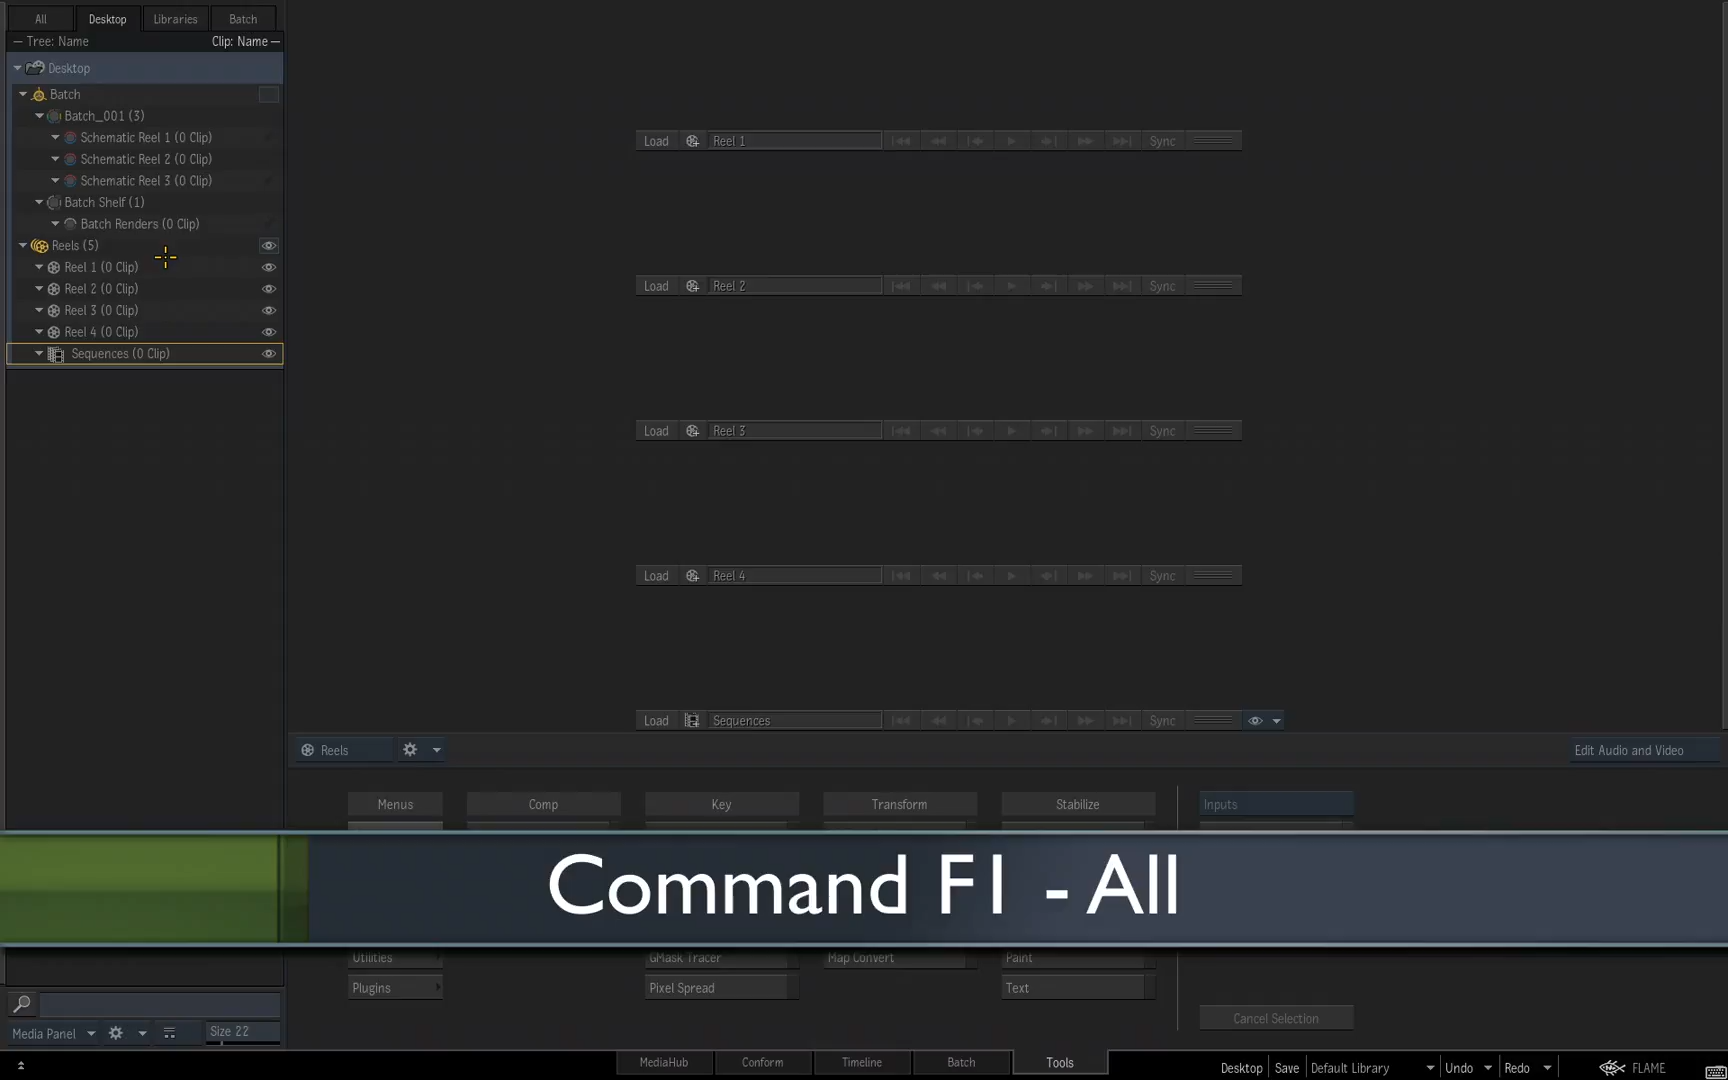 All Desktop Libraries Batch
Tree: Name Clip: Name
Desktop
Batch
Batch_001 (3)
Schematic Reel 1 (0 Clip)
Schematic Reel 2 (0 Clip)
Schematic Reel 3 (0 Clip)
Batch Shelf (1)
Batch Renders (0 Clip)
Reels (5)
Reel 1 (0 Clip)
Reel 2 (0 Clip)
Reel 3 (0 Clip)
Reel 4 (0 Clip)
Sequences (0 Clip)
Load Reel 1 Sync
Load Reel 2 Sync
Load Reel 3 Sync
Load Reel 4 Sync
Load Sequences Sync
Reels Edit Audio and Video
Menus Comp Key Transform Stabilize Inputs
Command F1 - All
Utilities GMask Tracer Map Convert Paint
Plugins Pixel Spread Text
Cancel Selection
Media Panel Size 22
MediaHub Conform Timeline Batch Tools
Desktop Save Default Library Undo Redo FLAME